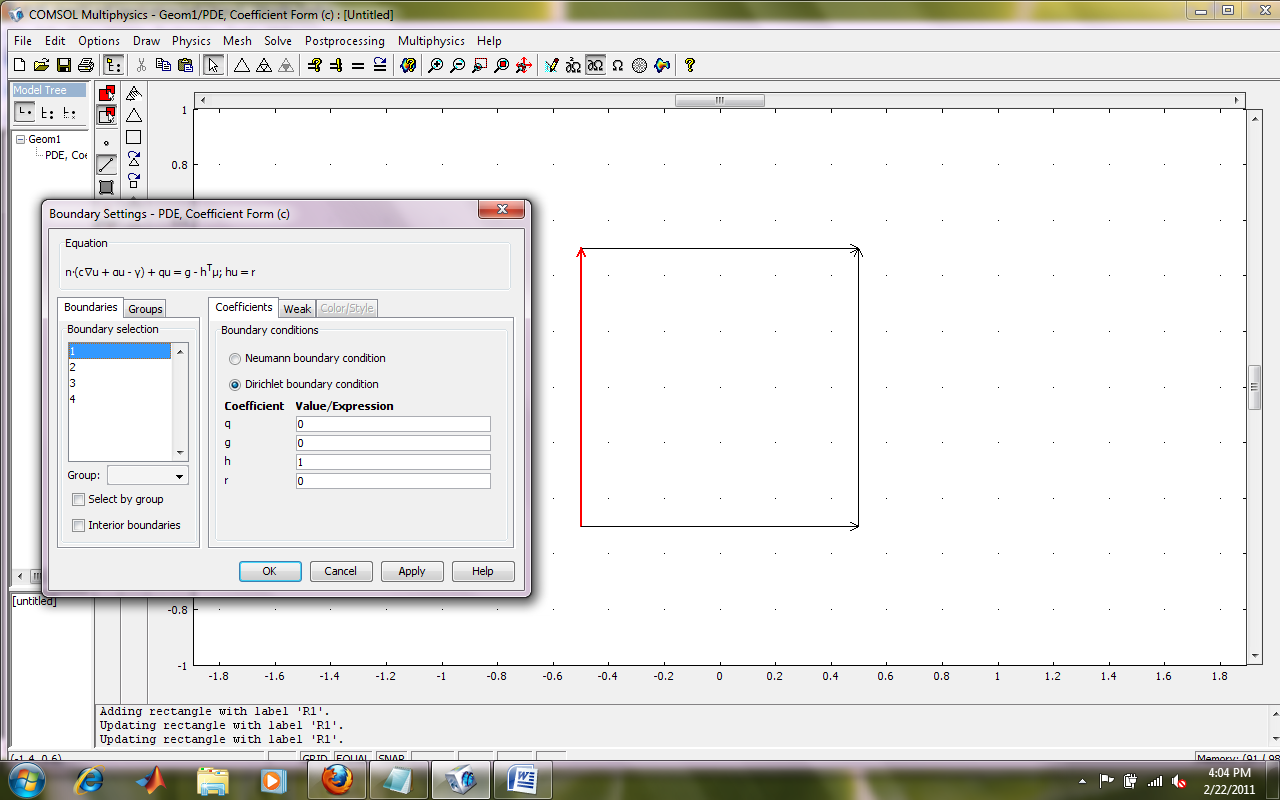 COMSOL Multiphysics - Geom1/PDE, Coefficient Form (c) : [Untitled]
File Edit Options Draw Physics Mesh Solve Postprocessing Multiphysics Help
Model Tree
Geom1
PDE, Coe
1
0.8
-0.8
-1
-1.8 -1.6 -1.4 -1.2 -1 -0.8 -0.6 -0.4 -0.2 0 0.2 0.4 0.6 0.8 1 1.2 1.4 1.6 1.8
Boundary Settings - PDE, Coefficient Form (c)
Equation
n·(c∇u + αu - γ) + qu = g - hᵀμ; hu = r
Boundaries Groups
Boundary selection
1
2
3
4
Group:
Select by group
Interior boundaries
Coefficients Weak Color/Style
Boundary conditions
Neumann boundary condition
Dirichlet boundary condition
Coefficient Value/Expression
q 0
g 0
h 1
r 0
OK Cancel Apply Help
[untitled]
Adding rectangle with label 'R1'.
Updating rectangle with label 'R1'.
Updating rectangle with label 'R1'.
(-1.4, 0.6) GRID EQUAL SNAP Memory: (91 / 98
4:04 PM
2/22/2011